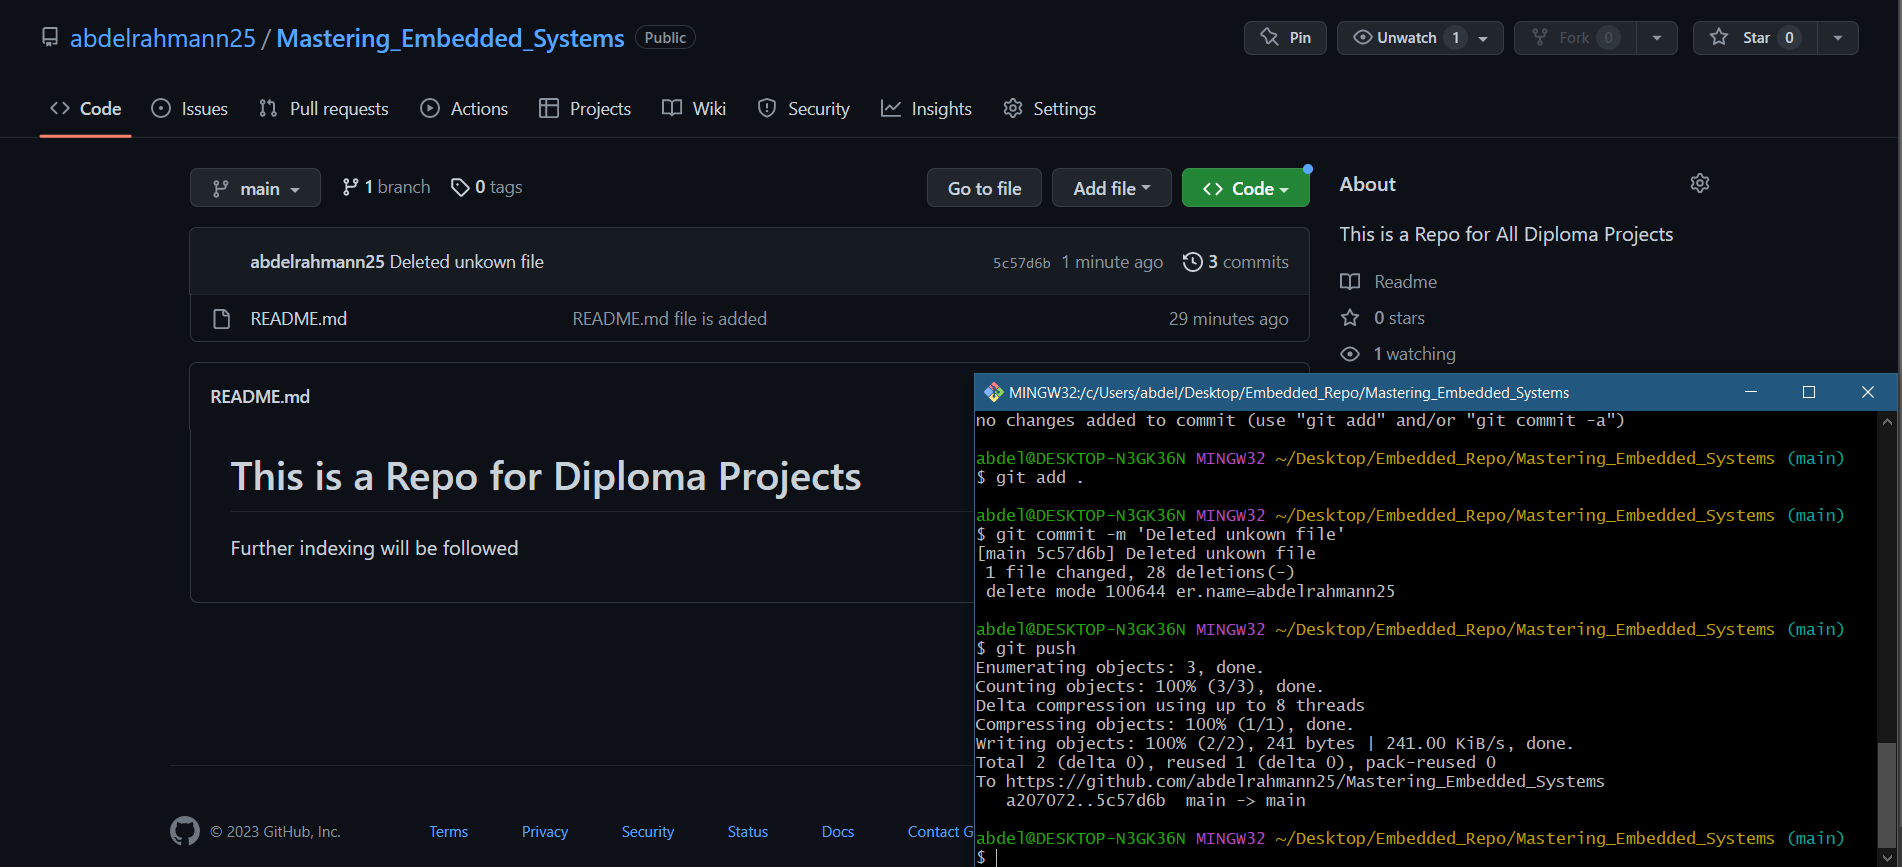 abdelrahmann25 / Mastering_Embedded_Systems Public
Pin
Unwatch 1
Fork 0
Star 0
Code
Issues
Pull requests
Actions
Projects
Wiki
Security
Insights
Settings
main
1 branch
0 tags
Go to file
Add file
Code
abdelrahmann25 Deleted unkown file
5c57d6b 1 minute ago
3 commits
README.md
README.md file is added
29 minutes ago
About
This is a Repo for All Diploma Projects
Readme
0 stars
1 watching
README.md
This is a Repo for Diploma Projects
Further indexing will be followed
MINGW32:/c/Users/abdel/Desktop/Embedded_Repo/Mastering_Embedded_Systems
no changes added to commit (use "git add" and/or "git commit -a")
abdel@DESKTOP-N3GK36N MINGW32 ~/Desktop/Embedded_Repo/Mastering_Embedded_Systems (main)
$ git add .
abdel@DESKTOP-N3GK36N MINGW32 ~/Desktop/Embedded_Repo/Mastering_Embedded_Systems (main)
$ git commit -m 'Deleted unkown file'
[main 5c57d6b] Deleted unkown file
1 file changed, 28 deletions(-)
delete mode 100644 er.name=abdelrahmann25
abdel@DESKTOP-N3GK36N MINGW32 ~/Desktop/Embedded_Repo/Mastering_Embedded_Systems (main)
$ git push
Enumerating objects: 3, done.
Counting objects: 100% (3/3), done.
Delta compression using up to 8 threads
Compressing objects: 100% (1/1), done.
Writing objects: 100% (2/2), 241 bytes | 241.00 KiB/s, done.
Total 2 (delta 0), reused 1 (delta 0), pack-reused 0
To https://github.com/abdelrahmann25/Mastering_Embedded_Systems
a207072..5c57d6b main -> main
abdel@DESKTOP-N3GK36N MINGW32 ~/Desktop/Embedded_Repo/Mastering_Embedded_Systems (main)
$
© 2023 GitHub, Inc.
Terms
Privacy
Security
Status
Docs
Contact G